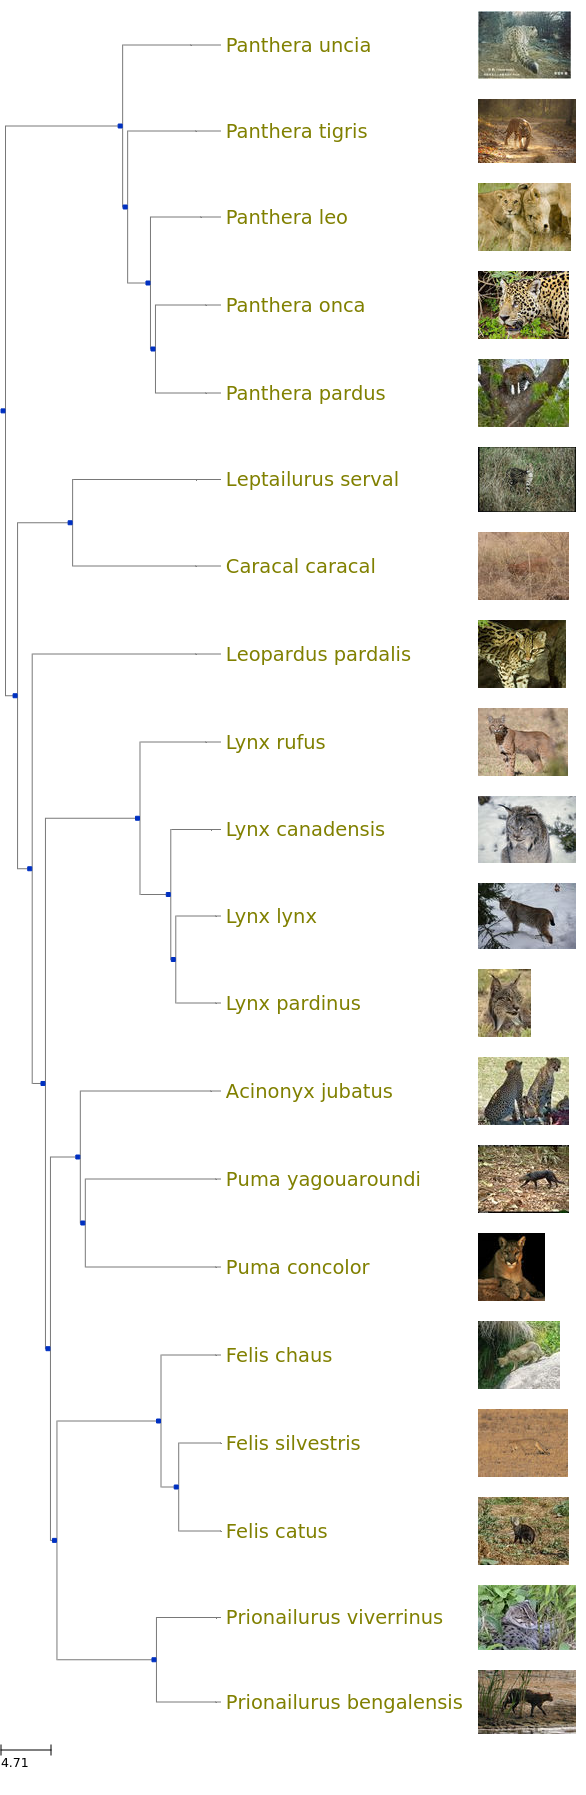 Panthera uncia
Panthera tigris
Panthera leo
Panthera onca
Panthera pardus
Leptailurus serval
Caracal caracal
Leopardus pardalis
Lynx rufus
Lynx canadensis
Lynx lynx
Lynx pardinus
Acinonyx jubatus
Puma yagouaroundi
Puma concolor
Felis chaus
Felis silvestris
Felis catus
Prionailurus viverrinus
Prionailurus bengalensis
4.71